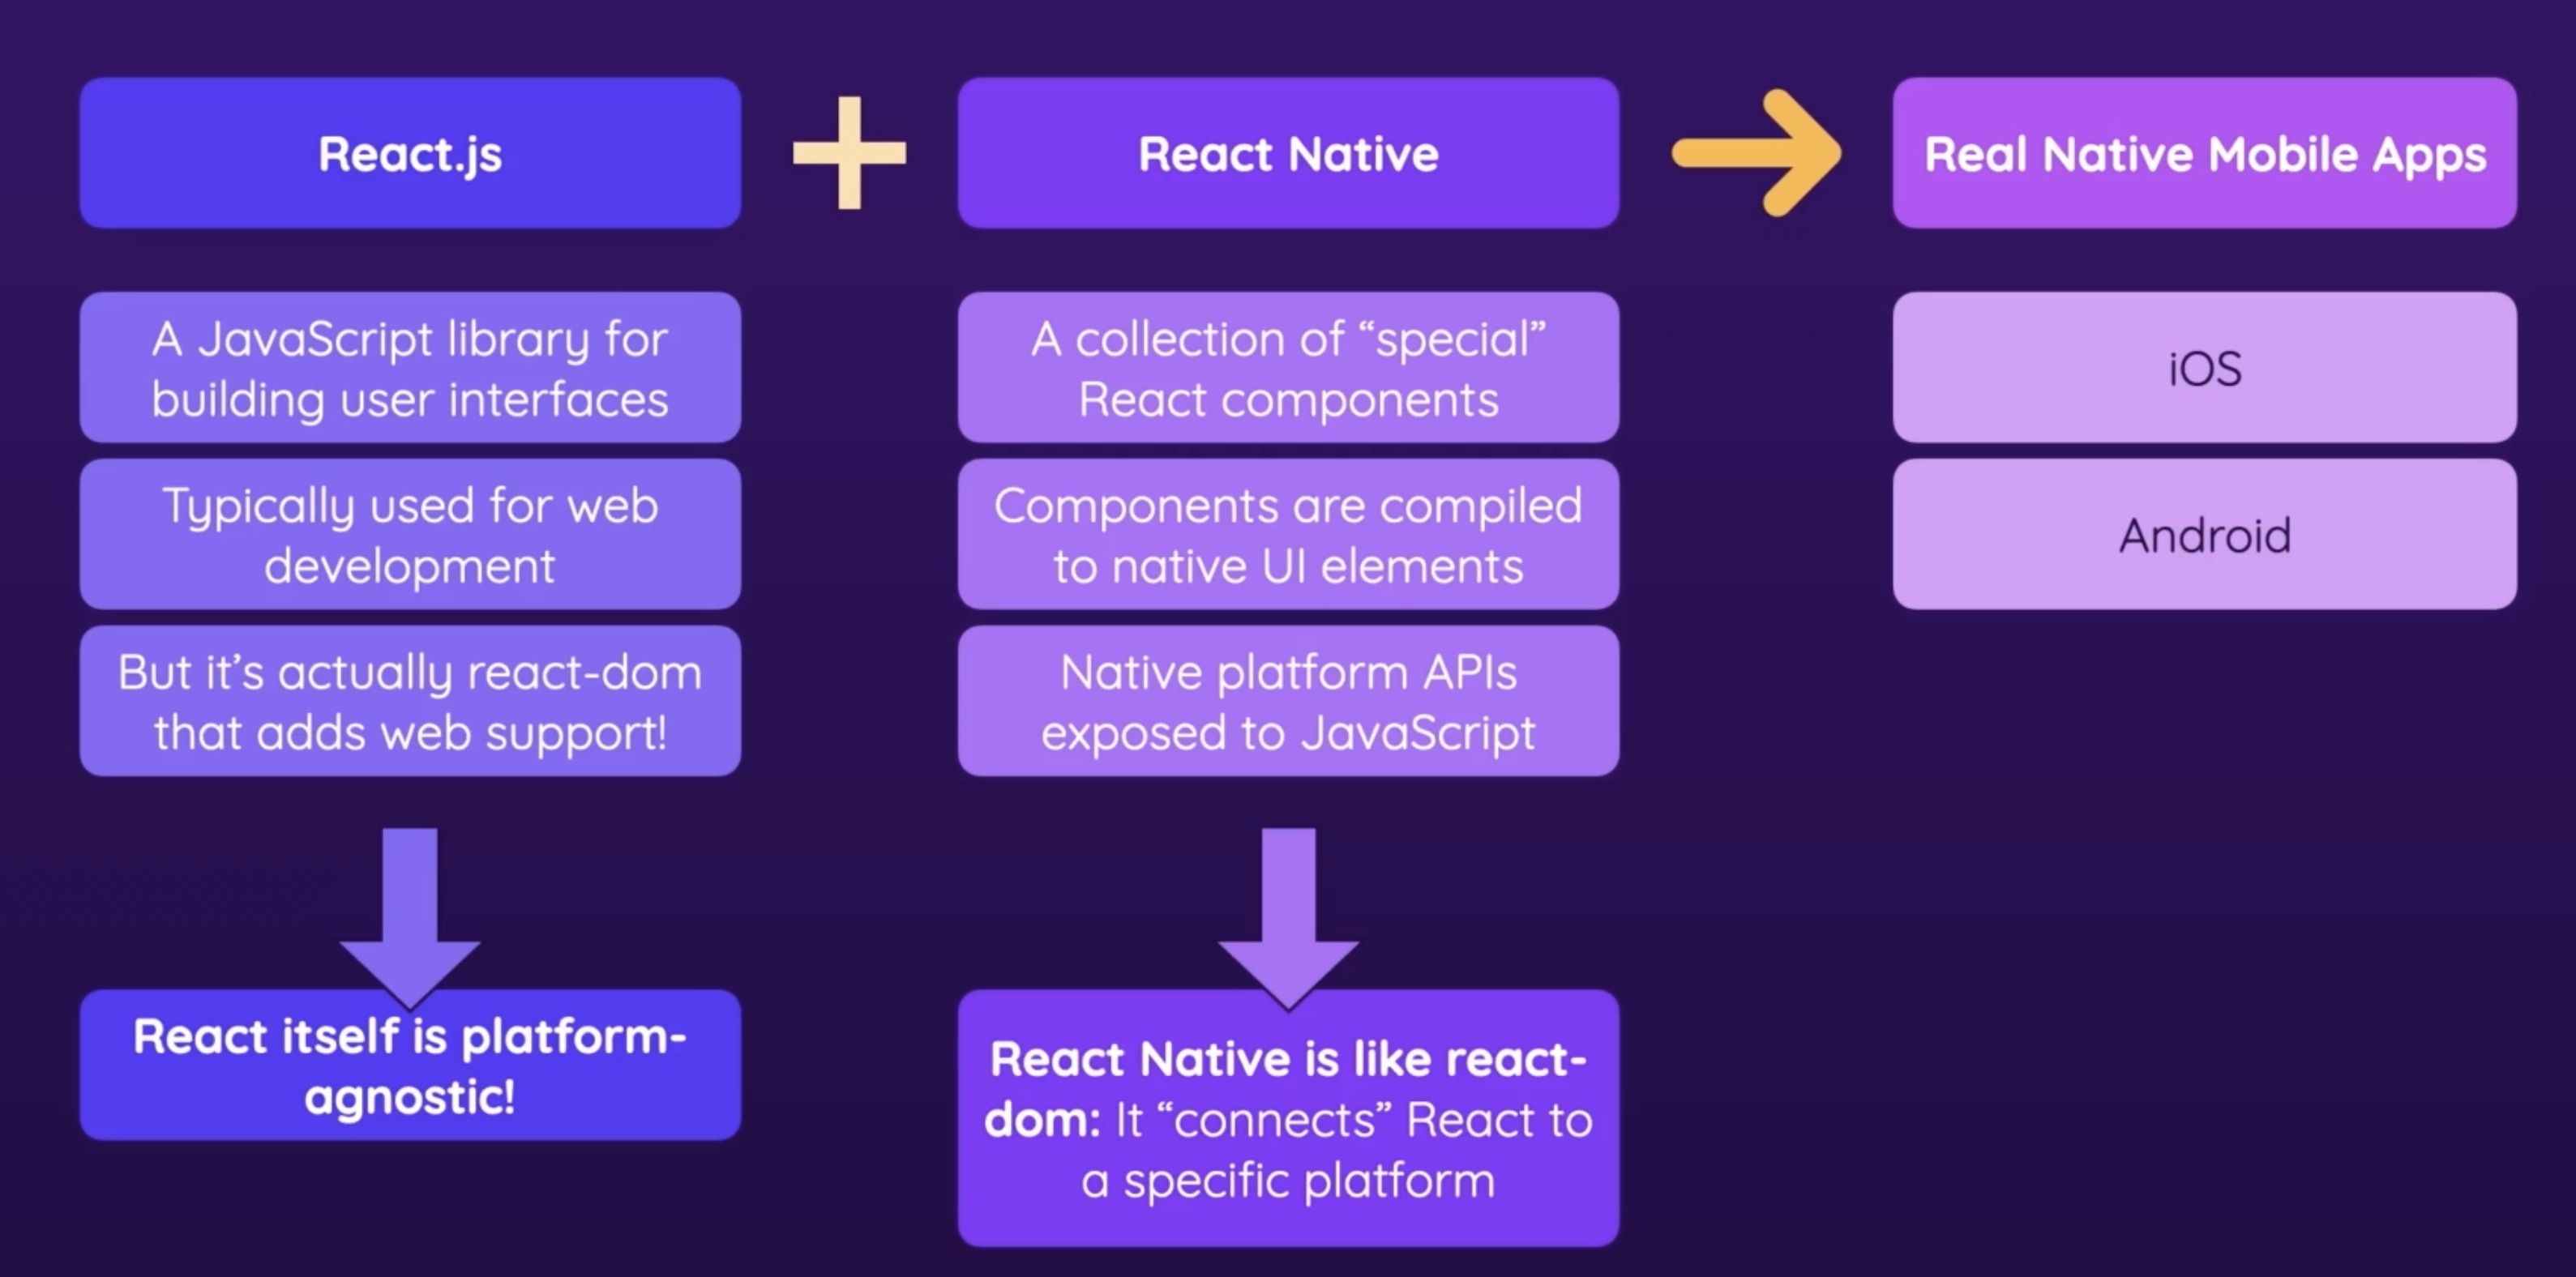 React.js
A JavaScript library for
building user interfaces
Typically used for web
development
But it’s actually react-dom
that adds web support!
React itself is platform-
agnostic!
React Native
A collection of “special”
React components
Components are compiled
to native UI elements
Native platform APIs
exposed to JavaScript
React Native is like react-
dom: It “connects” React to
a specific platform
Real Native Mobile Apps
iOS
Android